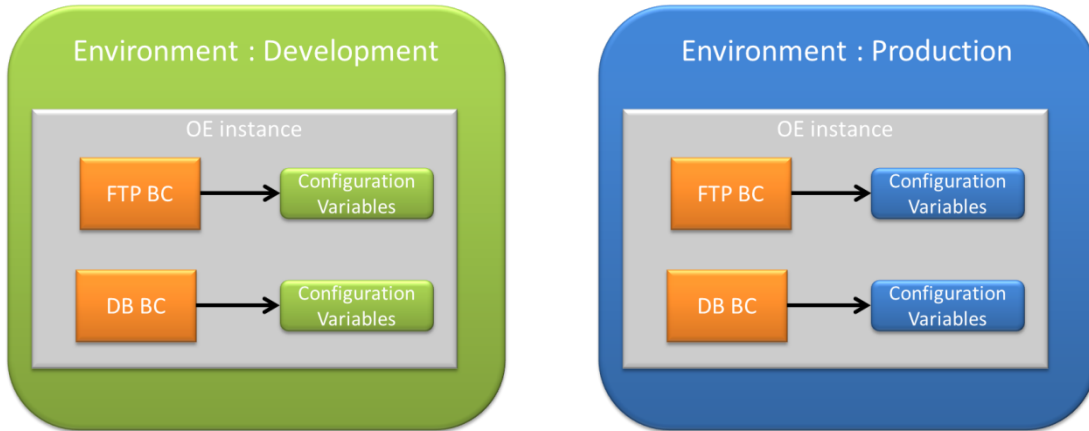 Environment : Development
OE instance
FTP BC
Configuration
Variables
DB BC
Configuration
Variables
Environment : Production
OE instance
FTP BC
Configuration
Variables
DB BC
Configuration
Variables